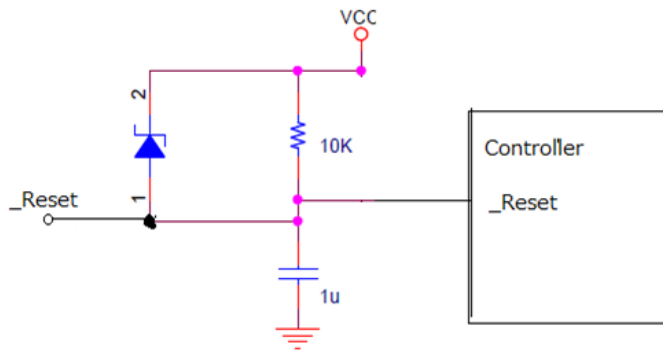 VCC
2
10K
Controller
_Reset
1
_Reset
1u